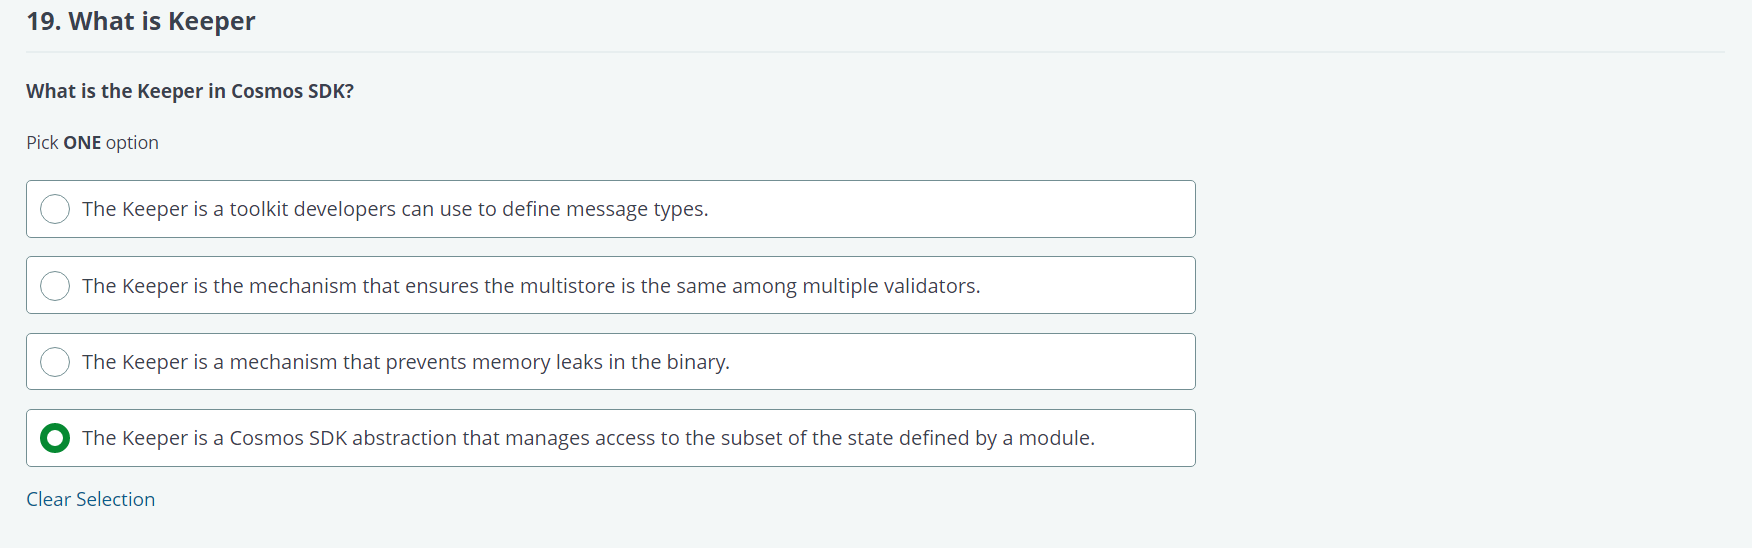 19. What is Keeper
What is the Keeper in Cosmos SDK?
Pick ONE option
The Keeper is a toolkit developers can use to define message types.
The Keeper is the mechanism that ensures the multistore is the same among multiple validators.
The Keeper is a mechanism that prevents memory leaks in the binary.
The Keeper is a Cosmos SDK abstraction that manages access to the subset of the state defined by a module.
Clear Selection